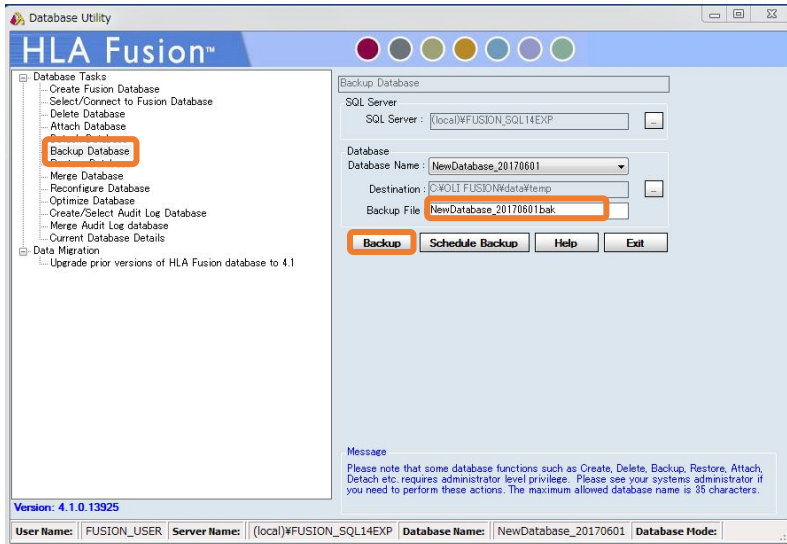 Database Utility
HLA Fusion™
Database Tasks
Create Fusion Database
Select/Connect to Fusion Database
Delete Database
Attach Database
Backup Database
Merge Database
Reconfigure Database
Optimize Database
Create/Select Audit Log Database
Merge Audit Log database
Current Database Details
Data Migration
Upgrade prior versions of HLA Fusion database to 4.1
Version: 4.1.0.13925
Backup Database
SQL Server
SQL Server : (local)¥FUSION_SQL14EXP ...
Database
Database Name : NewDatabase_20170601
Destination : C:¥OLI FUSION¥data¥temp ...
Backup File NewDatabase_20170601.bak
Backup Schedule Backup Help Exit
Message
Please note that some database functions such as Create, Delete, Backup, Restore, Attach,
Detach etc. requires administrator level privilege. Please see your systems administrator if
you need to perform these actions. The maximum allowed database name is 35 characters.
User Name: FUSION_USER Server Name: (local)¥FUSION_SQL14EXP Database Name: NewDatabase_20170601 Database Mode: